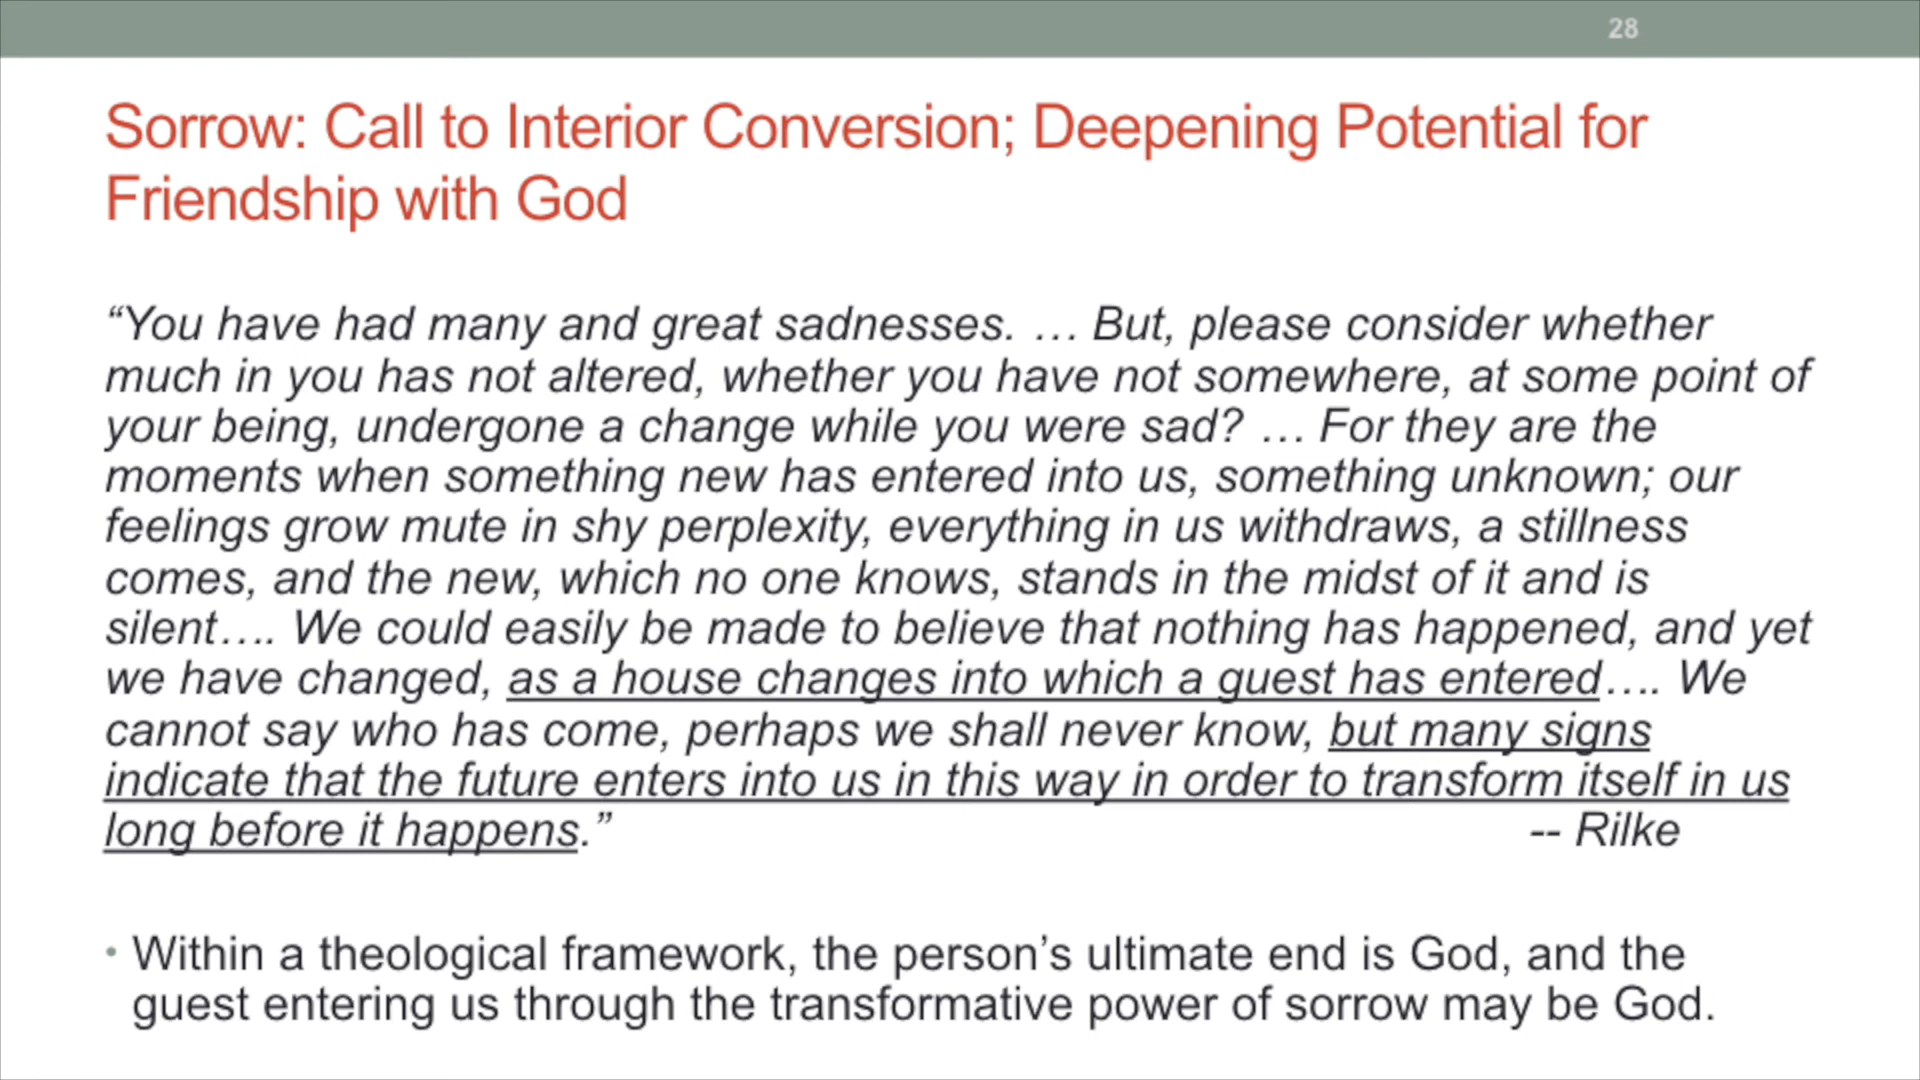 28
Sorrow: Call to Interior Conversion; Deepening Potential for
Friendship with God
“You have had many and great sadnesses. … But, please consider whether
much in you has not altered, whether you have not somewhere, at some point of
your being, undergone a change while you were sad? … For they are the
moments when something new has entered into us, something unknown; our
feelings grow mute in shy perplexity, everything in us withdraws, a stillness
comes, and the new, which no one knows, stands in the midst of it and is
silent…. We could easily be made to believe that nothing has happened, and yet
we have changed, as a house changes into which a guest has entered…. We
cannot say who has come, perhaps we shall never know, but many signs
indicate that the future enters into us in this way in order to transform itself in us
long before it happens.” -- Rilke
• Within a theological framework, the person’s ultimate end is God, and the
guest entering us through the transformative power of sorrow may be God.